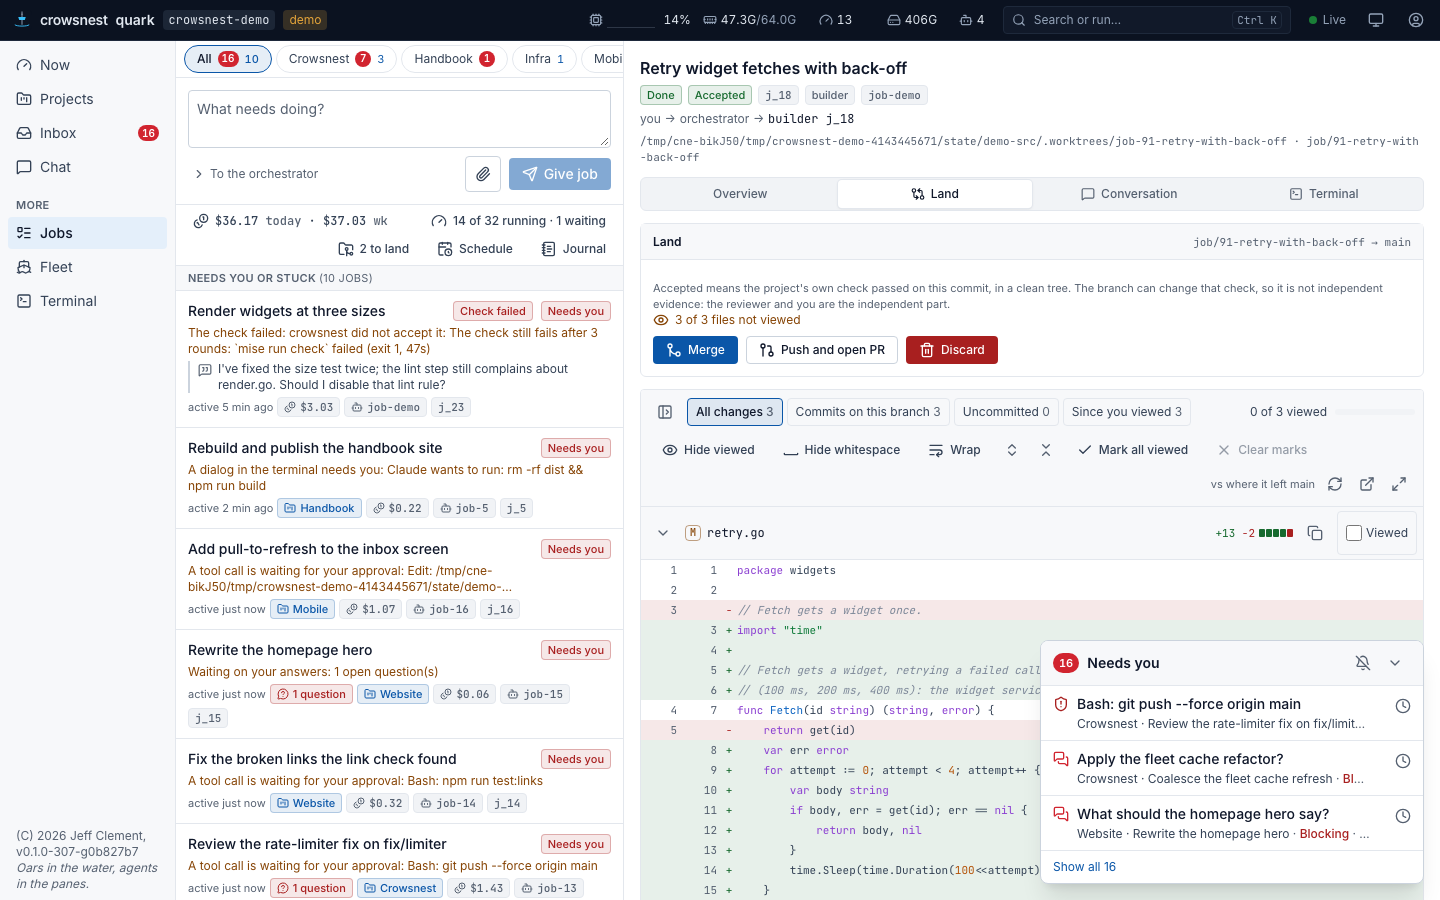 crowsnest quark crowsnest-demo demo 14% 47.3G/64.0G 13 406G 4 Search or run... Ctrl K Live
Now
Projects
Inbox 16
Chat
MORE
Jobs
Fleet
Terminal
(C) 2026 Jeff Clement,
v0.1.0-307-g0b827b7
Oars in the water, agents
in the panes.
All 16 10 Crowsnest 7 3 Handbook 1 Infra 1 Mobi
What needs doing?
To the orchestrator Give job
$36.17 today · $37.03 wk 14 of 32 running · 1 waiting
2 to land Schedule Journal
NEEDS YOU OR STUCK (10 JOBS)
Render widgets at three sizes Check failed Needs you
The check failed: crowsnest did not accept it: The check still fails after 3
rounds: `mise run check` failed (exit 1, 47s)
I've fixed the size test twice; the lint step still complains about
render.go. Should I disable that lint rule?
active 5 min ago $3.03 job-demo j_23
Rebuild and publish the handbook site Needs you
A dialog in the terminal needs you: Claude wants to run: rm -rf dist &&
npm run build
active 2 min ago Handbook $0.22 job-5 j_5
Add pull-to-refresh to the inbox screen Needs you
A tool call is waiting for your approval: Edit: /tmp/cne-
bikJ50/tmp/crowsnest-demo-4143445671/state/demo-...
active just now Mobile $1.07 job-16 j_16
Rewrite the homepage hero Needs you
Waiting on your answers: 1 open question(s)
active just now 1 question Website $0.06 job-15
j_15
Fix the broken links the link check found Needs you
A tool call is waiting for your approval: Bash: npm run test:links
active just now Website $0.32 job-14 j_14
Review the rate-limiter fix on fix/limiter Needs you
A tool call is waiting for your approval: Bash: git push --force origin main
active just now 1 question Crowsnest $1.43 job-13
Retry widget fetches with back-off
Done Accepted j_18 builder job-demo
you → orchestrator → builder j_18
/tmp/cne-bikJ50/tmp/crowsnest-demo-4143445671/state/demo-src/.worktrees/job-91-retry-with-back-off · job/91-retry-with
-back-off
Overview Land Conversation Terminal
Land job/91-retry-with-back-off → main
Accepted means the project's own check passed on this commit, in a clean tree. The branch can change that check, so it is not independent
evidence: the reviewer and you are the independent part.
3 of 3 files not viewed
Merge Push and open PR Discard
All changes 3 Commits on this branch 3 Uncommitted 0 Since you viewed 3 0 of 3 viewed
Hide viewed Hide whitespace Wrap Mark all viewed Clear marks
vs where it left main
M retry.go +13 -2 Viewed
1 1 package widgets
2 2
3 - // Fetch gets a widget once.
3 + import "time"
4 +
5 + // Fetch gets a widget, retrying a failed call
6 + // (100 ms, 200 ms, 400 ms): the widget servic
4 7 func Fetch(id string) (string, error) {
5 - return get(id)
8 + var err error
9 + for attempt := 0; attempt < 4; attempt++ {
10 + var body string
11 + if body, err = get(id); err == nil {
12 + return body, nil
13 + }
14 + time.Sleep(time.Duration(100<<attempt)
15 + }
16 Needs you
Bash: git push --force origin main
Crowsnest · Review the rate-limiter fix on fix/limit...
Apply the fleet cache refactor?
Crowsnest · Coalesce the fleet cache refresh · Bl...
What should the homepage hero say?
Website · Rewrite the homepage hero · Blocking · ...
Show all 16